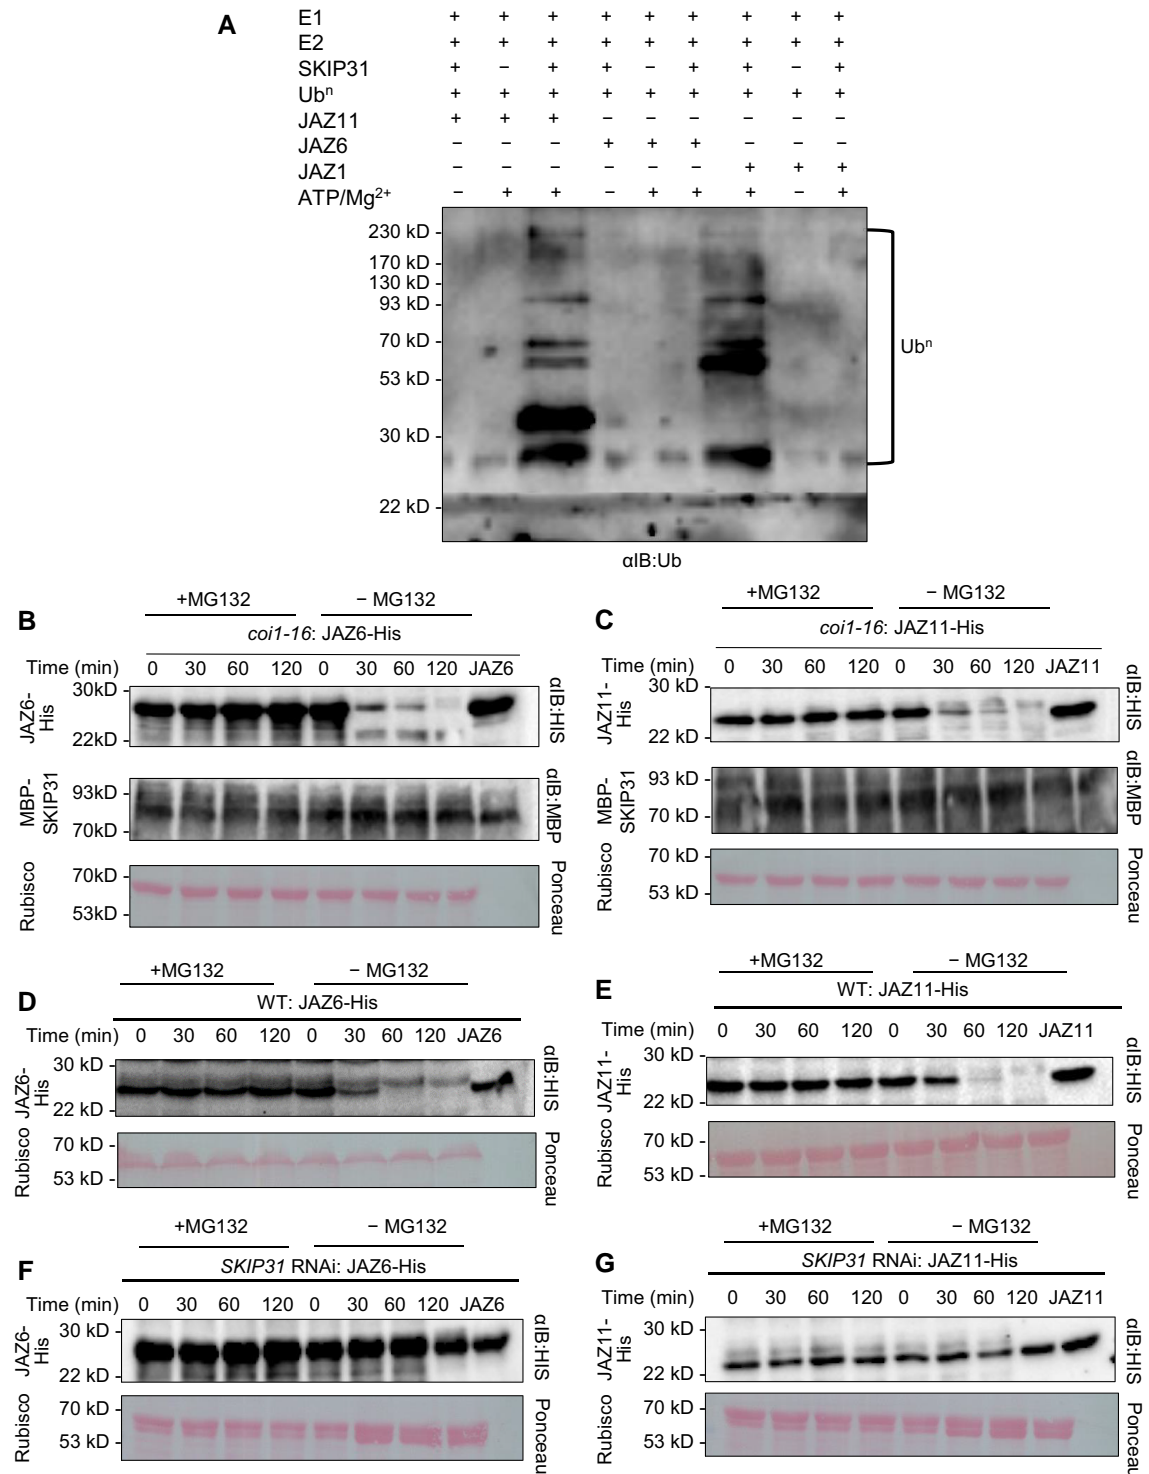 A
E1 + + + + + + + + +
E2 + + + + + + + + +
SKIP31 + − + + − + + − +
Ubⁿ + + + + + + + + +
JAZ11 + + + − − − − − −
JAZ6 − − − + + + − − −
JAZ1 − − − − − − + + +
ATP/Mg²⁺ − + + − + + + − +
230 kD -
170 kD -
130 kD -
93 kD -
70 kD -
53 kD -
30 kD -
22 kD -
Ubⁿ
αIB:Ub
B
+MG132 − MG132
coi1-16: JAZ6-His
Time (min) 0 30 60 120 0 30 60 120 JAZ6
JAZ6-
His
30kD
22kD
αIB:HIS
MBP-
SKIP31
93kD
70kD
αIB:MBP
Rubisco
70kD
53kD
Ponceau
C
+MG132 − MG132
coi1-16: JAZ11-His
Time (min) 0 30 60 120 0 30 60 120 JAZ11
JAZ11-
His
30 kD
22 kD
αIB:HIS
MBP-
SKIP31
93 kD
70 kD
αIB:MBP
Rubisco
70 kD
53 kD
Ponceau
D
+MG132 − MG132
WT: JAZ6-His
Time (min) 0 30 60 120 0 30 60 120 JAZ6
JAZ6-
His
30 kD
22 kD
αIB:HIS
Rubisco
70 kD
53 kD
Ponceau
E
+MG132 − MG132
WT: JAZ11-His
Time (min) 0 30 60 120 0 30 60 120 JAZ11
JAZ11-
His
30 kD
22 kD
αIB:HIS
Rubisco
70 kD
53 kD
Ponceau
F
+MG132 − MG132
SKIP31 RNAi: JAZ6-His
Time (min) 0 30 60 120 0 30 60 120 JAZ6
JAZ6-
His
30 kD
22 kD
αIB:HIS
Rubisco
70 kD
53 kD
Ponceau
G
+MG132 − MG132
SKIP31 RNAi: JAZ11-His
Time (min) 0 30 60 120 0 30 60 120 JAZ11
JAZ11-
His
30 kD
22 kD
αIB:HIS
Rubisco
70 kD
53 kD
Ponceau